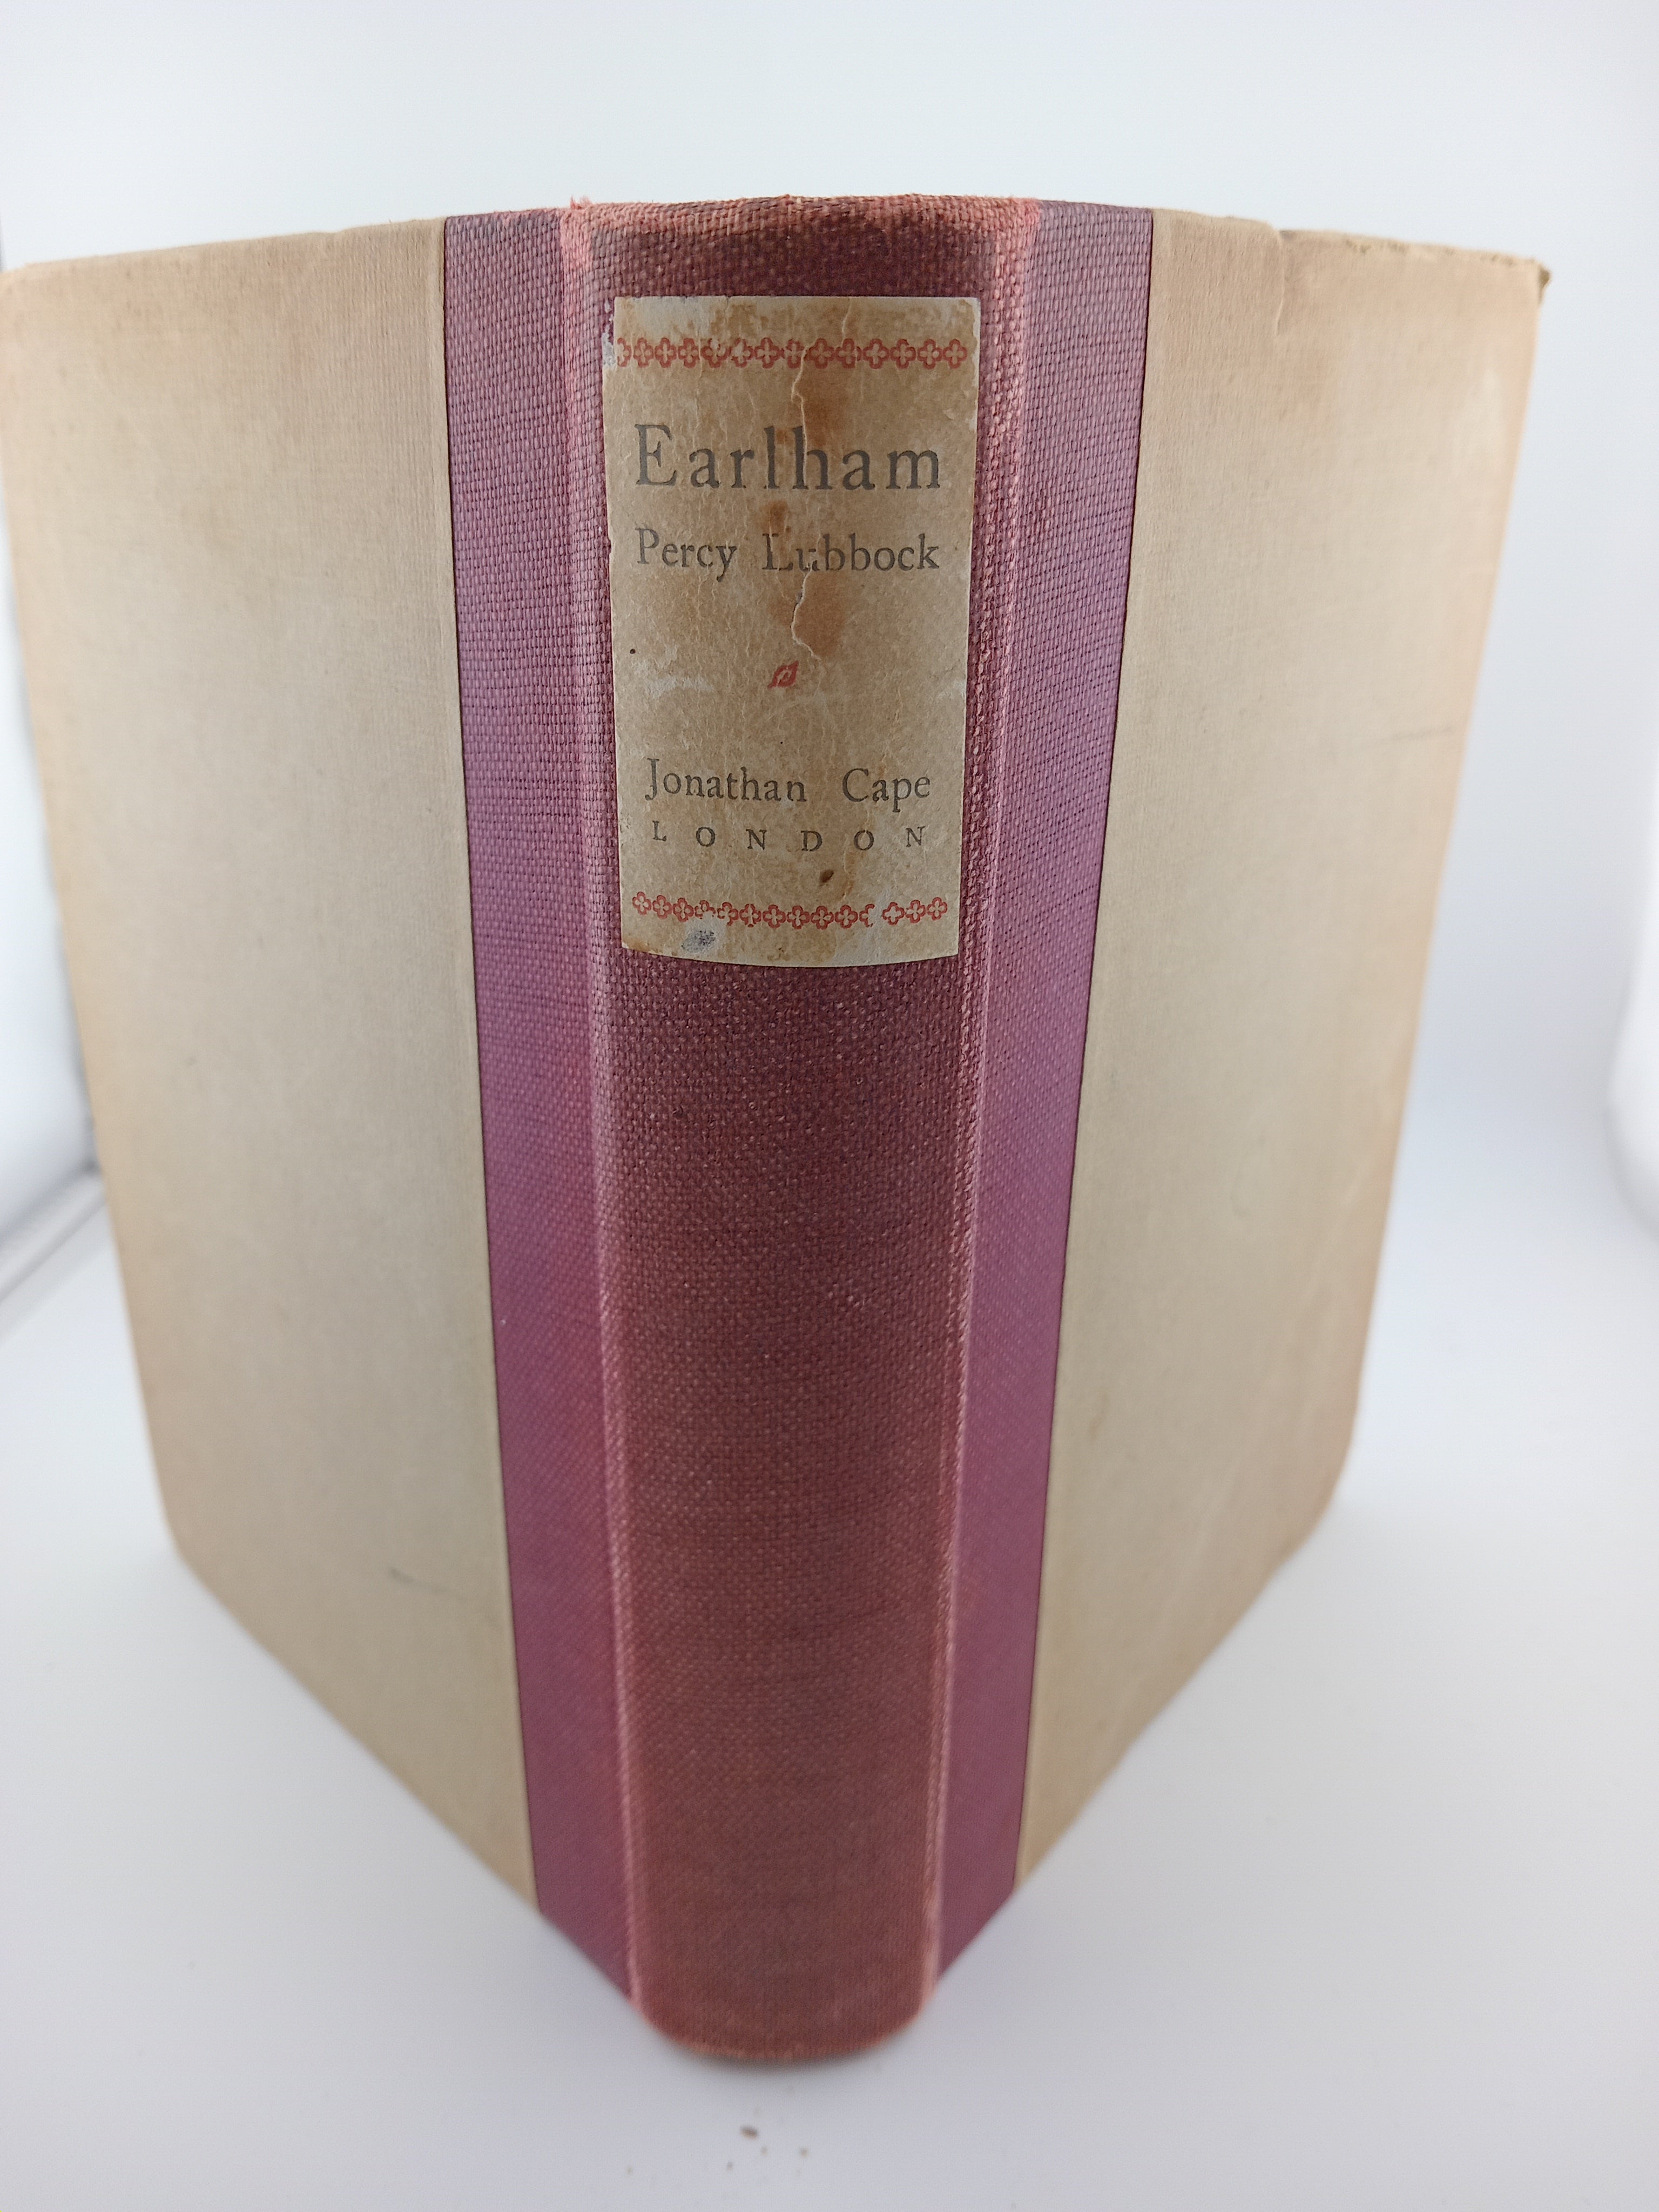 Earlham
Percy Lubbock
Jonathan Cape
LONDON